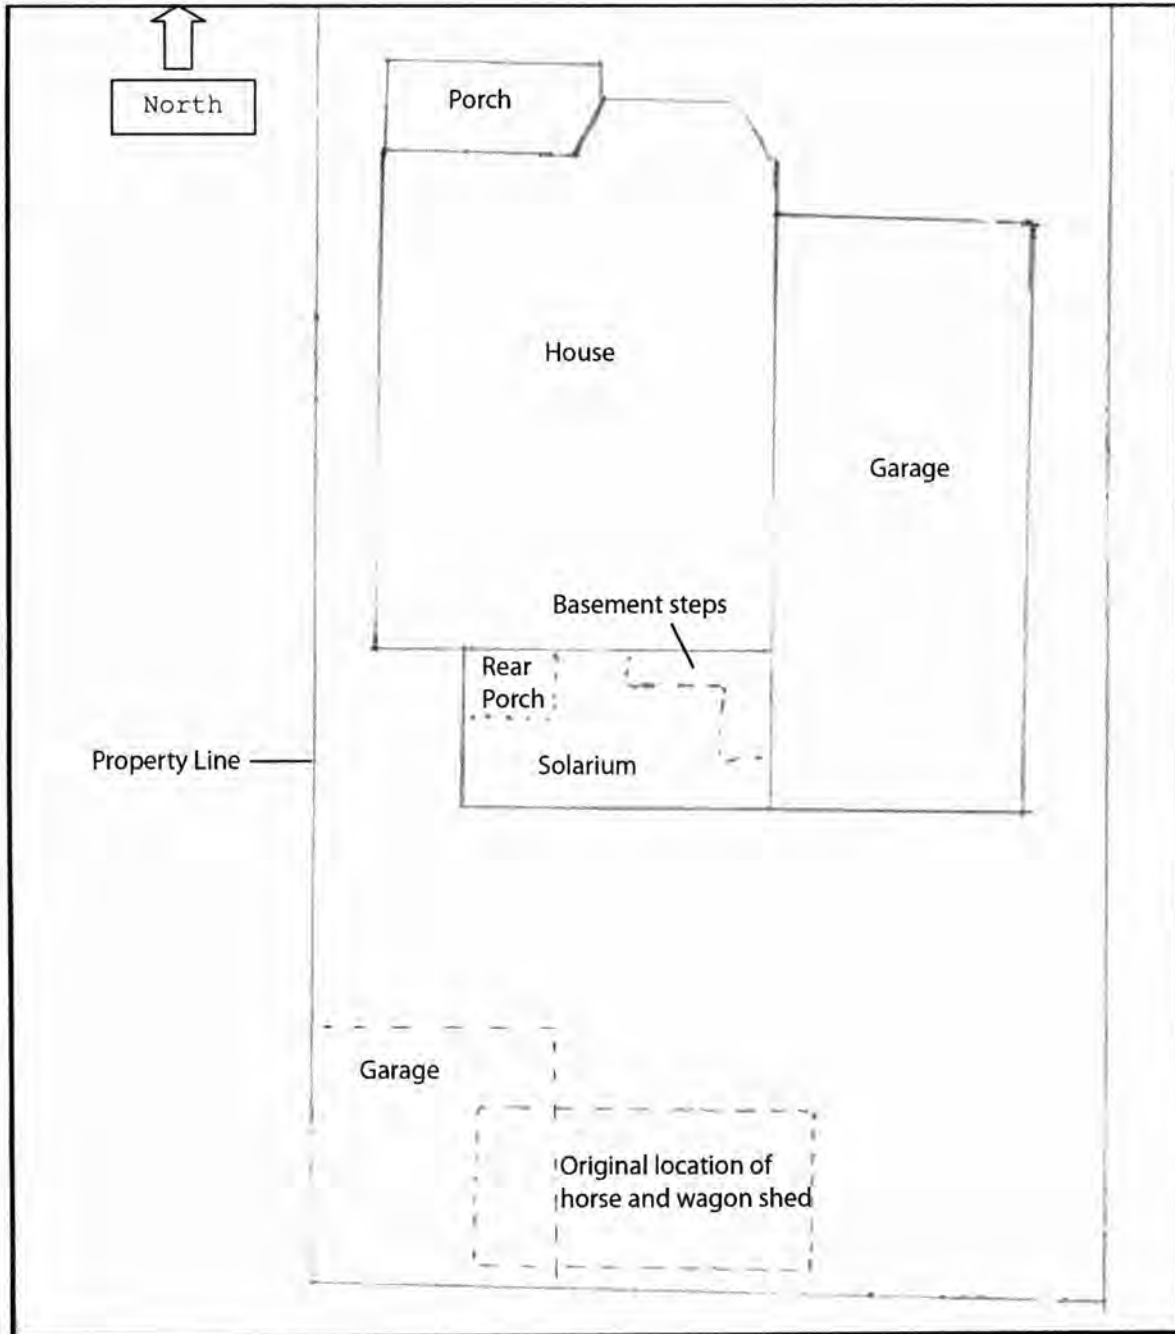 North
Porch
House
Garage
Basement steps
Rear
Porch
Property Line
Solarium
Garage
Original location of
horse and wagon shed